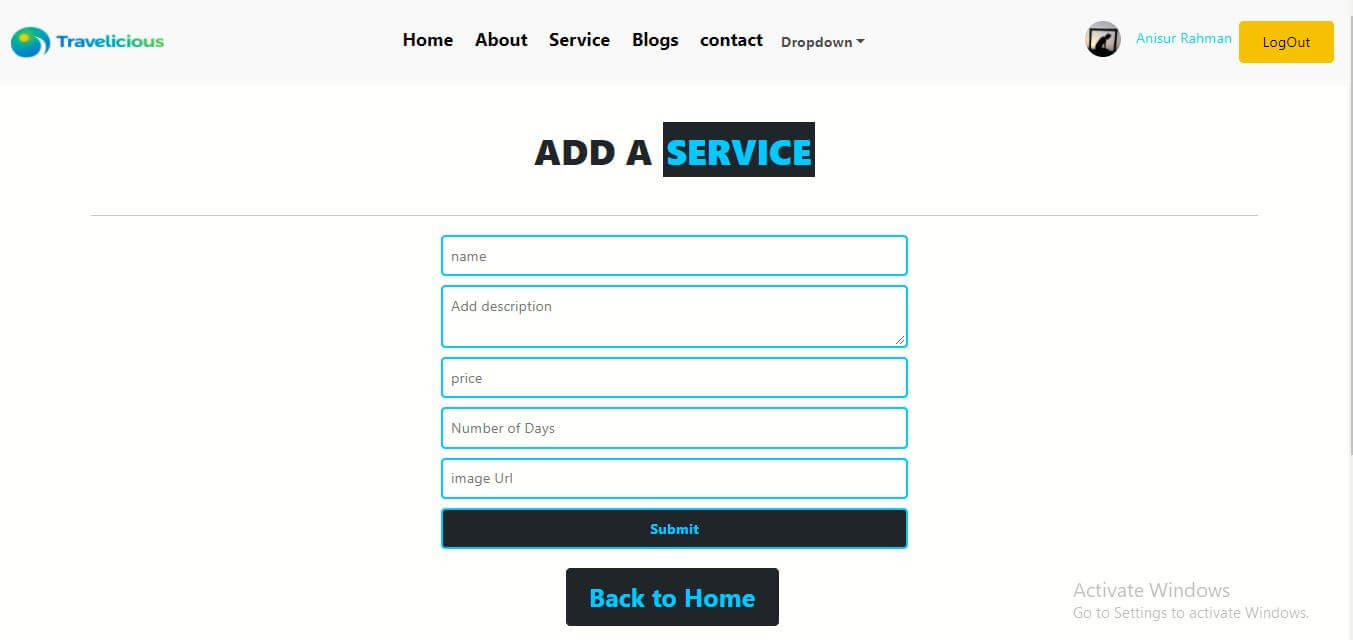 Travelicious
Home About Service Blogs contact Dropdown
Anisur Rahman
LogOut
ADD A SERVICE
name
Add description
price
Number of Days
image Url
Submit
Back to Home
Activate Windows
Go to Settings to activate Windows.